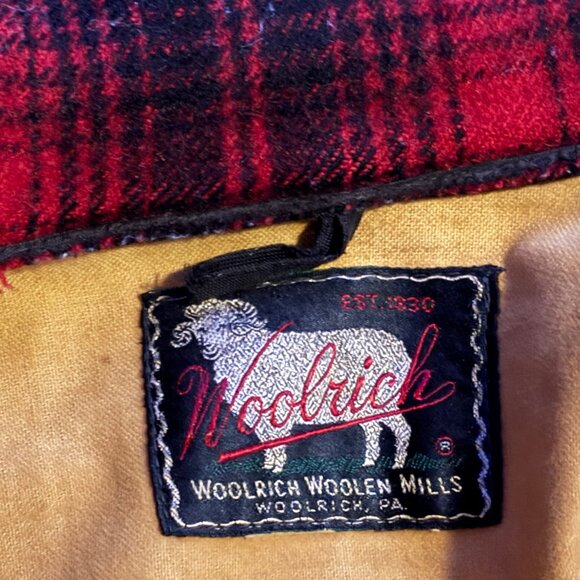 EST. 1830
Woolrich
®
WOOLRICH WOOLEN MILLS
WOOLRICH, PA.